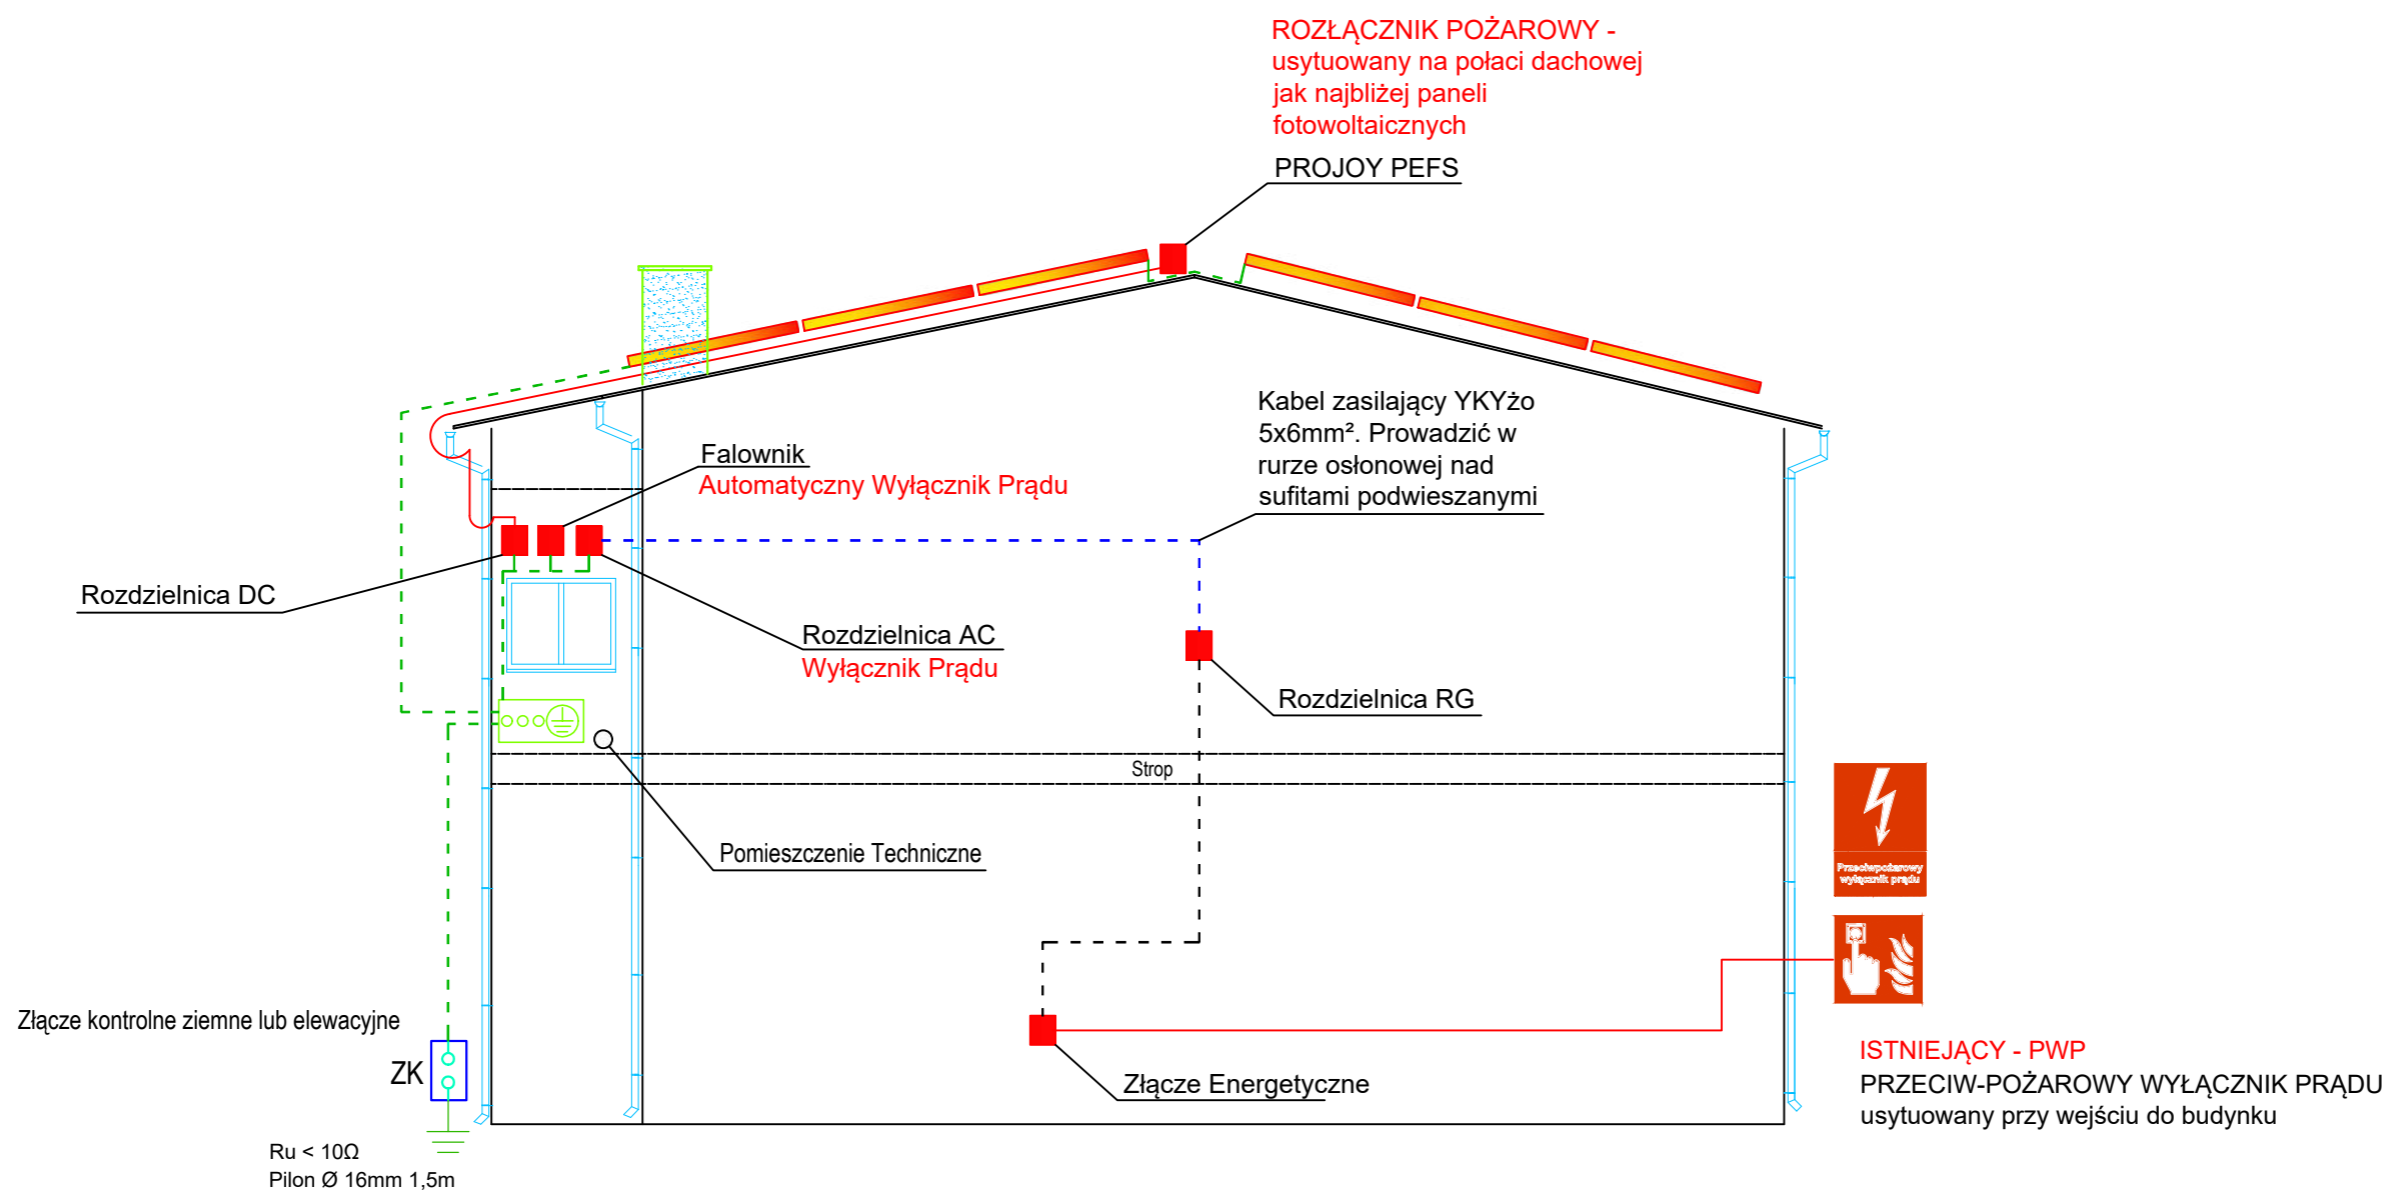 ROZŁĄCZNIK POŻAROWY -
usytuowany na połaci dachowej
jak najbliżej paneli
fotowoltaicznych
PROJOY PEFS
Kabel zasilający YKYżo
5x6mm². Prowadzić w
rurze osłonowej nad
sufitami podwieszanymi
Falownik
Automatyczny Wyłącznik Prądu
Rozdzielnica DC
Rozdzielnica AC
Wyłącznik Prądu
Rozdzielnica RG
Strop
Pomieszczenie Techniczne
Przeciwpożarowy
wyłącznik prądu
Złącze kontrolne ziemne lub elewacyjne
ZK
Złącze Energetyczne
ISTNIEJĄCY - PWP
PRZECIW-POŻAROWY WYŁĄCZNIK PRĄDU
usytuowany przy wejściu do budynku
Ru < 10Ω
Pilon Ø 16mm 1,5m